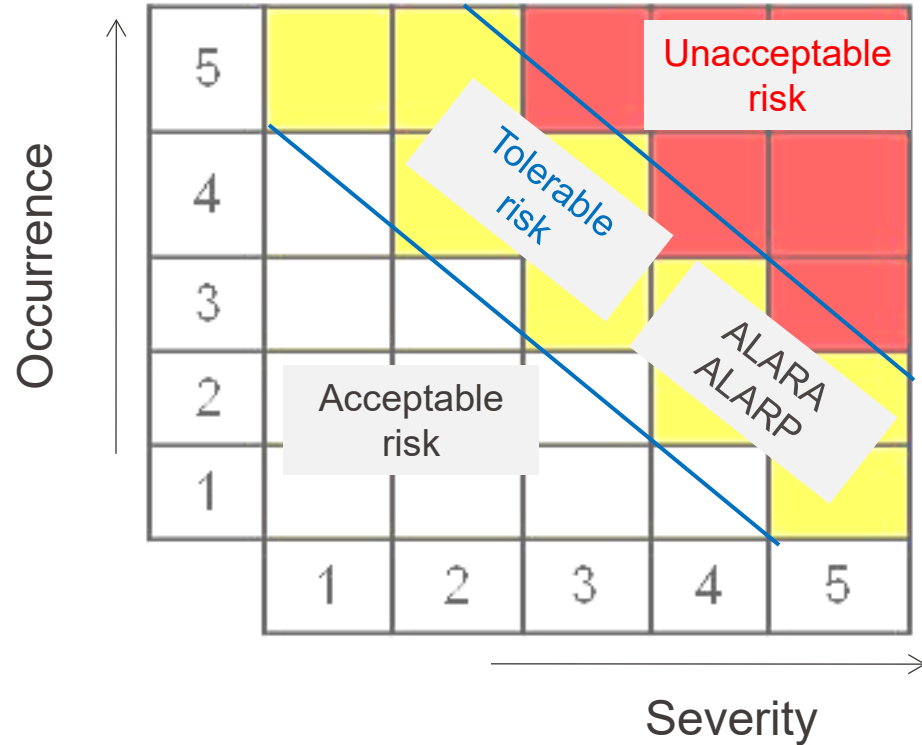 Occurrence
5
4
3
2
1
Unacceptable
risk
Tolerable
risk
ALARA
ALARP
Acceptable
risk
1 2 3 4 5
Severity